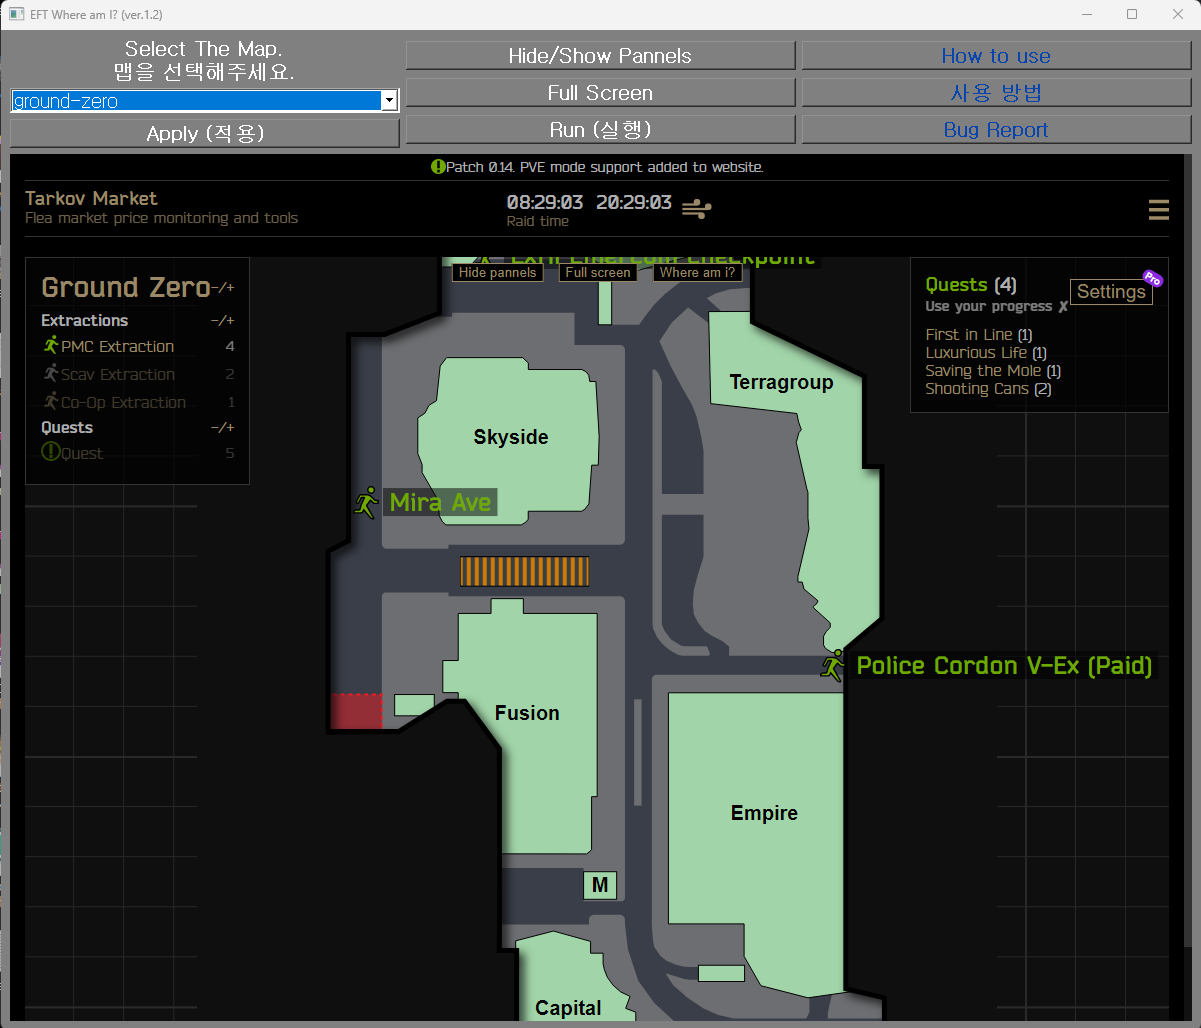 EFT Where am I? (ver.1.2)
Select The Map.
맵을 선택해주세요.
ground-zero
Apply (적용)
Hide/Show Pannels
Full Screen
Run (실행)
How to use
사용 방법
Bug Report
Patch 0.14. PVE mode support added to website.
Tarkov Market
Flea market price monitoring and tools
08:29:03 20:29:03
Raid time
Ground Zero -/+
Extractions -/+
PMC Extraction 4
Scav Extraction 2
Co-Op Extraction 1
Quests -/+
Quest 5
Exfil Emercom Checkpoint
Hide pannels
Full screen
Where am i?
Quests (4)
Use your progress ✗
Settings
Pro
First in Line (1)
Luxurious Life (1)
Saving the Mole (1)
Shooting Cans (2)
Terragroup
Skyside
Mira Ave
Police Cordon V-Ex (Paid)
Fusion
Empire
M
Capital